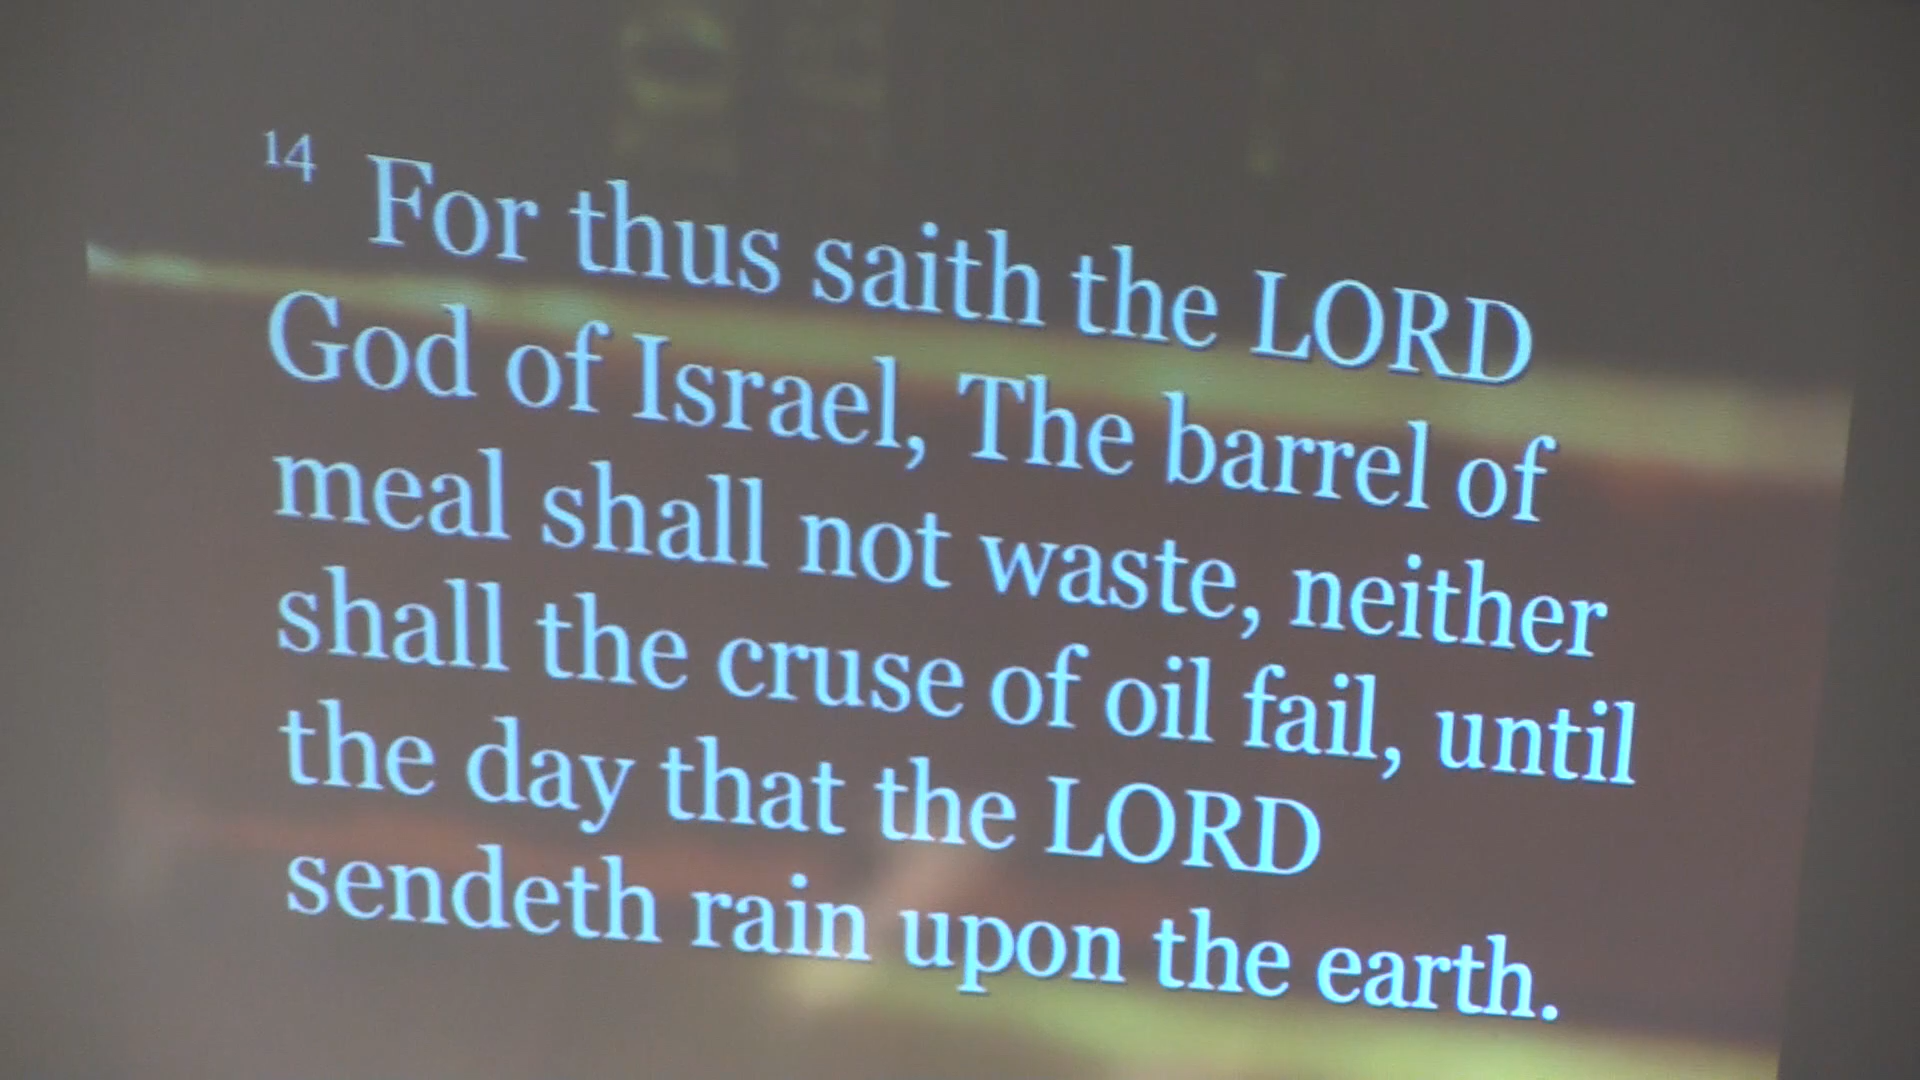 14 For thus saith the LORD
God of Israel, The barrel of
meal shall not waste, neither
shall the cruse of oil fail, until
the day that the LORD
sendeth rain upon the earth.